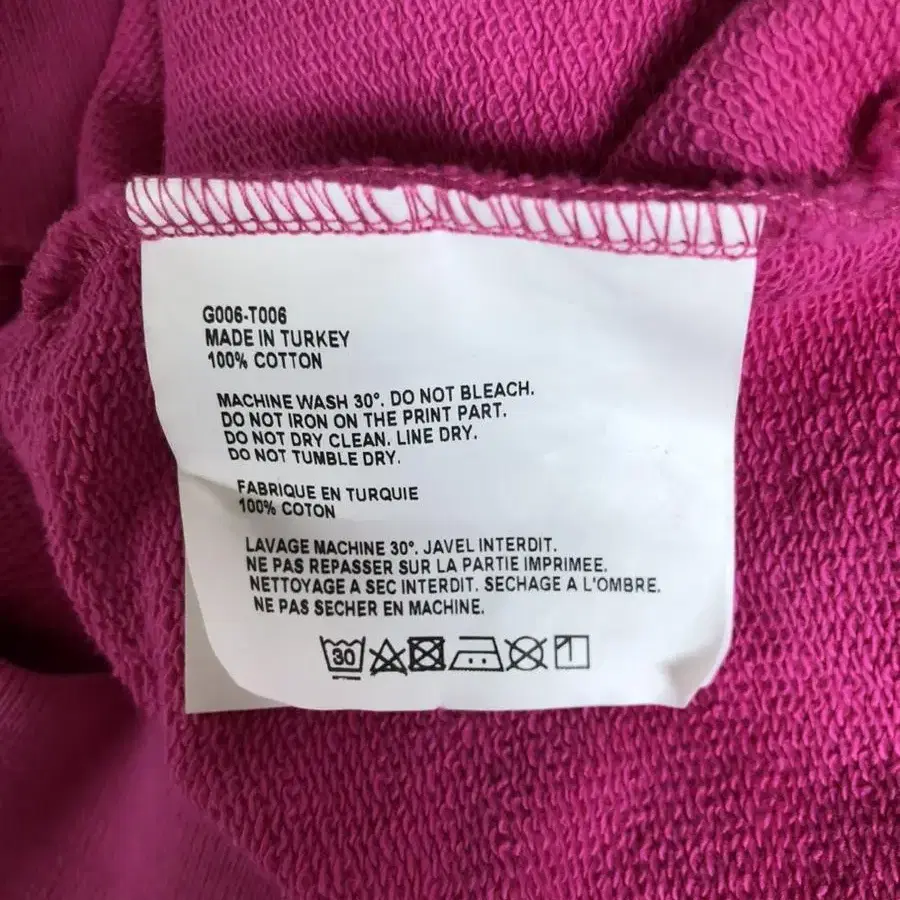 G006-T006
MADE IN TURKEY
100% COTTON
MACHINE WASH 30°. DO NOT BLEACH.
DO NOT IRON ON THE PRINT PART.
DO NOT DRY CLEAN. LINE DRY.
DO NOT TUMBLE DRY.
FABRIQUE EN TURQUIE
100% COTON
LAVAGE MACHINE 30°. JAVEL INTERDIT.
NE PAS REPASSER SUR LA PARTIE IMPRIMEE.
NETTOYAGE A SEC INTERDIT. SECHAGE A L'OMBRE.
NE PAS SECHER EN MACHINE.
30